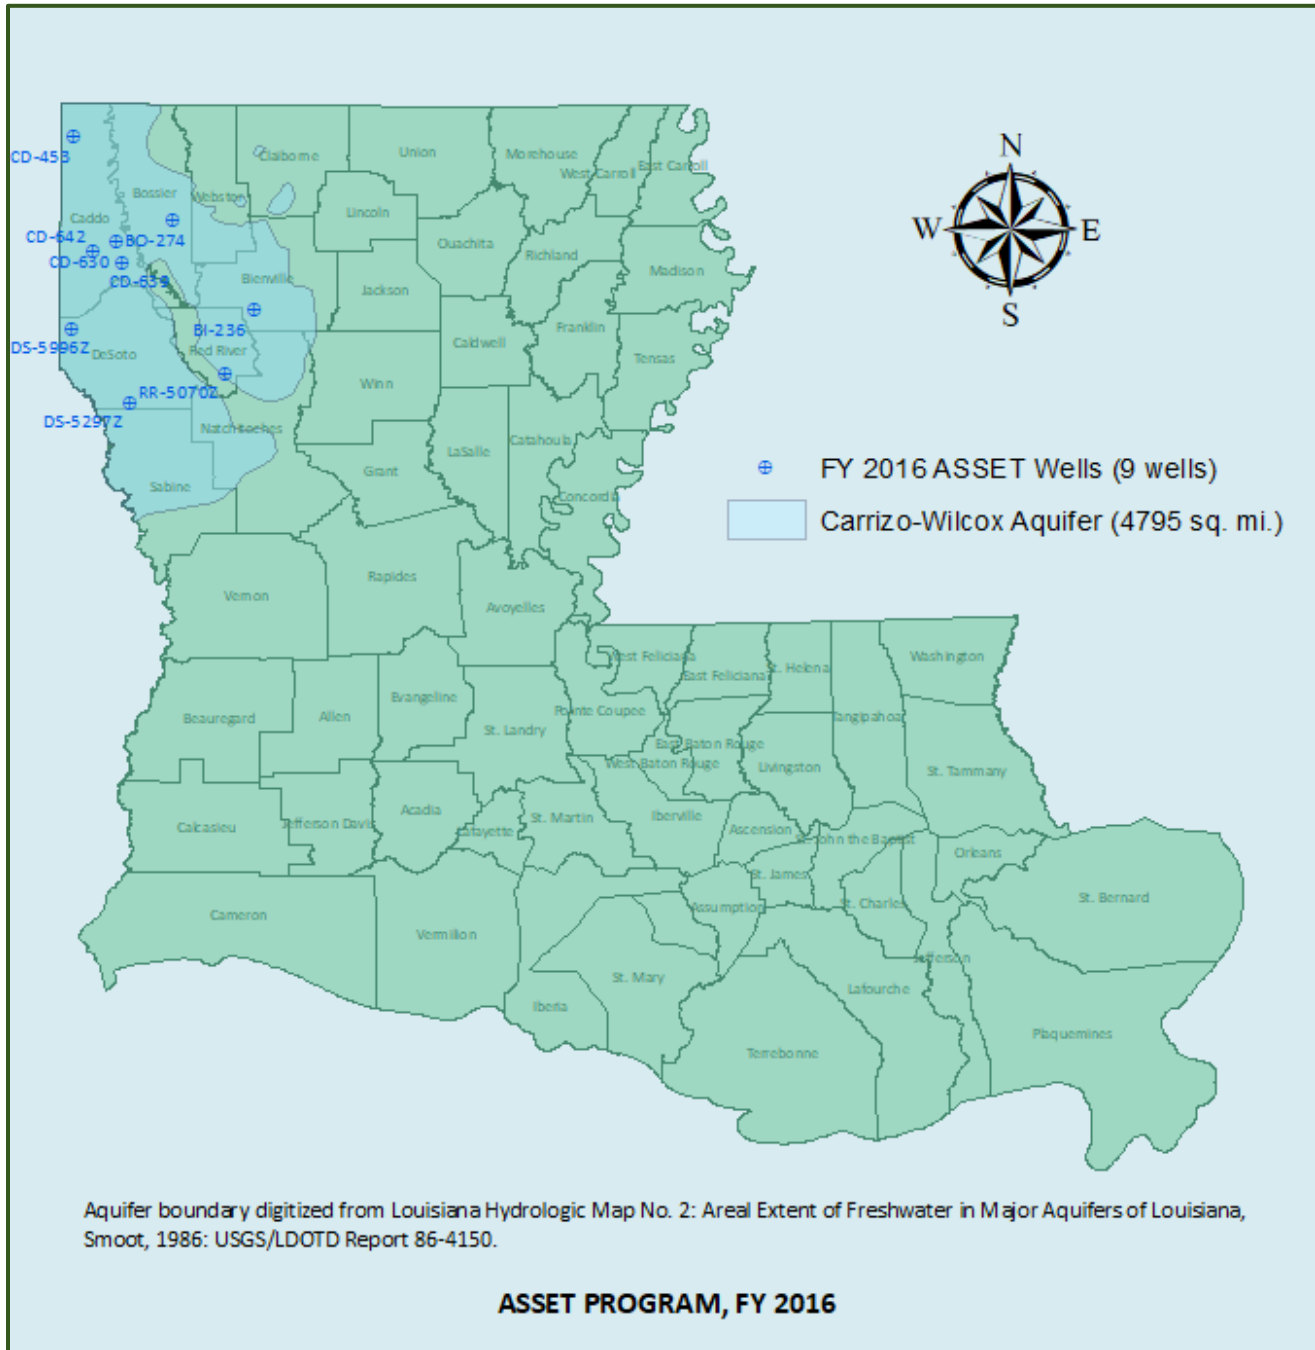 N
W
E
S
CD-453
Claiborne
Union
Morehouse
West Carroll
East Carroll
Bossier
Webster
Caddo
Lincoln
CD-642
BO-274
Ouachita
Richland
CD-630
Madison
CD-639
Bienville
Jackson
BI-236
Franklin
DS-5996Z
DeSoto
Red River
Caldwell
Tensas
RR-5070Z
Winn
DS-5297Z
Natchitoches
LaSalle
Catahoula
Grant
Sabine
Concordia
FY 2016 ASSET Wells (9 wells)
Carrizo-Wilcox Aquifer (4795 sq. mi.)
Vernon
Rapides
Avoyelles
West Feliciana
East Feliciana
St. Helena
Washington
Beauregard
Allen
Evangeline
St. Landry
Pointe Coupee
Tangipahoa
East Baton Rouge
West Baton Rouge
Livingston
St. Tammany
Calcasieu
Jefferson Davis
Acadia
Lafayette
St. Martin
Iberville
Ascension
St. John the Baptist
Orleans
St. James
Cameron
Vermilion
Assumption
St. Charles
St. Bernard
Jefferson
St. Mary
Iberia
Lafourche
Terrebonne
Plaquemines
Aquifer boundary digitized from Louisiana Hydrologic Map No. 2: Areal Extent of Freshwater in Major Aquifers of Louisiana,
Smoot, 1986: USGS/LDOTD Report 86-4150.
ASSET PROGRAM, FY 2016